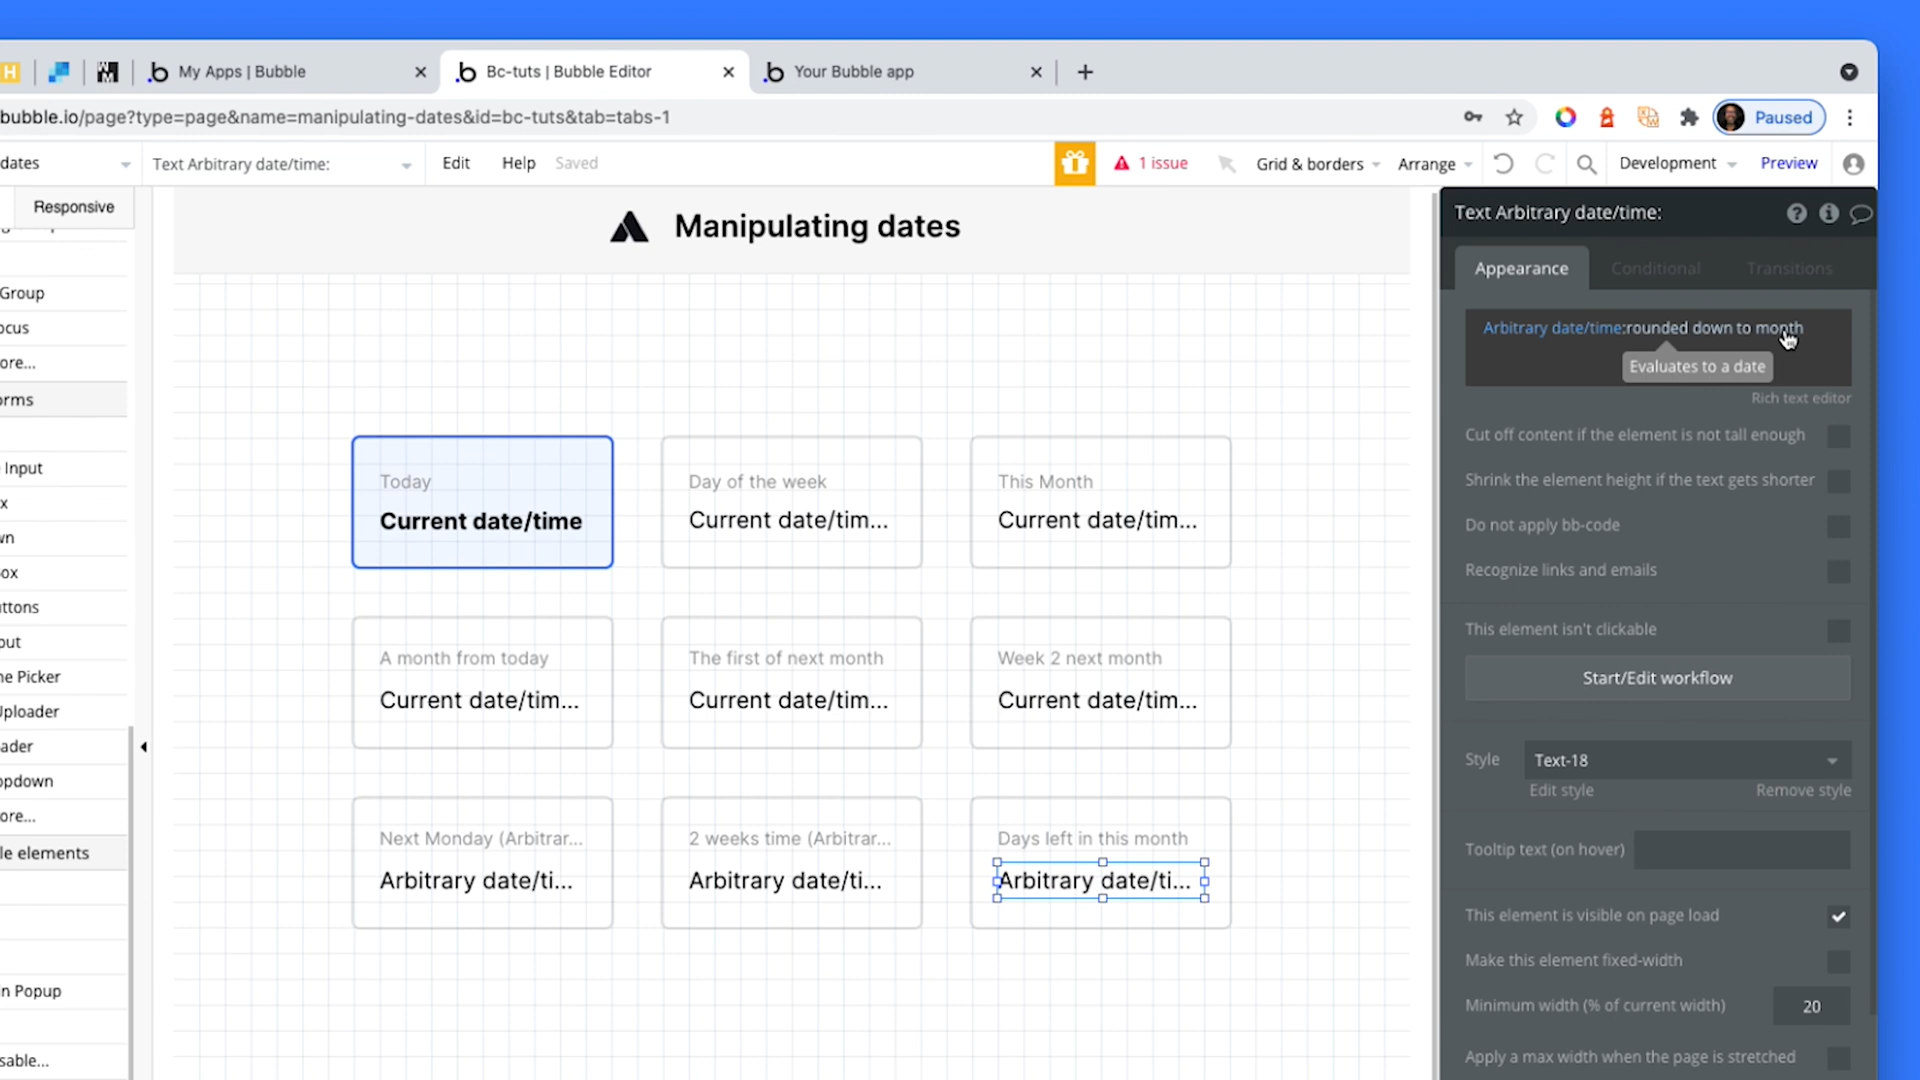 H
WM
My Apps | Bubble
Bc-tuts | Bubble Editor
Your Bubble app
bubble.io/page?type=page&name=manipulating-dates&id=bc-tuts&tab=tabs-1
Paused
dates
Text Arbitrary date/time:
Edit
Help
Saved
1 issue
Grid & borders
Arrange
Development
Preview
Responsive
Group
ocus
ore...
orms
Input
x
wn
ox
uttons
put
ne Picker
Uploader
ader
opdown
ore...
le elements
in Popup
sable...
Manipulating dates
Today
Current date/time
Day of the week
Current date/tim...
This Month
Current date/tim...
A month from today
Current date/tim...
The first of next month
Current date/tim...
Week 2 next month
Current date/tim...
Next Monday (Arbitrar...
Arbitrary date/ti...
2 weeks time (Arbitrar...
Arbitrary date/ti...
Days left in this month
Arbitrary date/ti...
Text Arbitrary date/time:
Appearance
Conditional
Transitions
Arbitrary date/time:rounded down to month
Evaluates to a date
Rich text editor
Cut off content if the element is not tall enough
Shrink the element height if the text gets shorter
Do not apply bb-code
Recognize links and emails
This element isn't clickable
Start/Edit workflow
Style
Text-18
Edit style
Remove style
Tooltip text (on hover)
This element is visible on page load
Make this element fixed-width
Minimum width (% of current width)
20
Apply a max width when the page is stretched